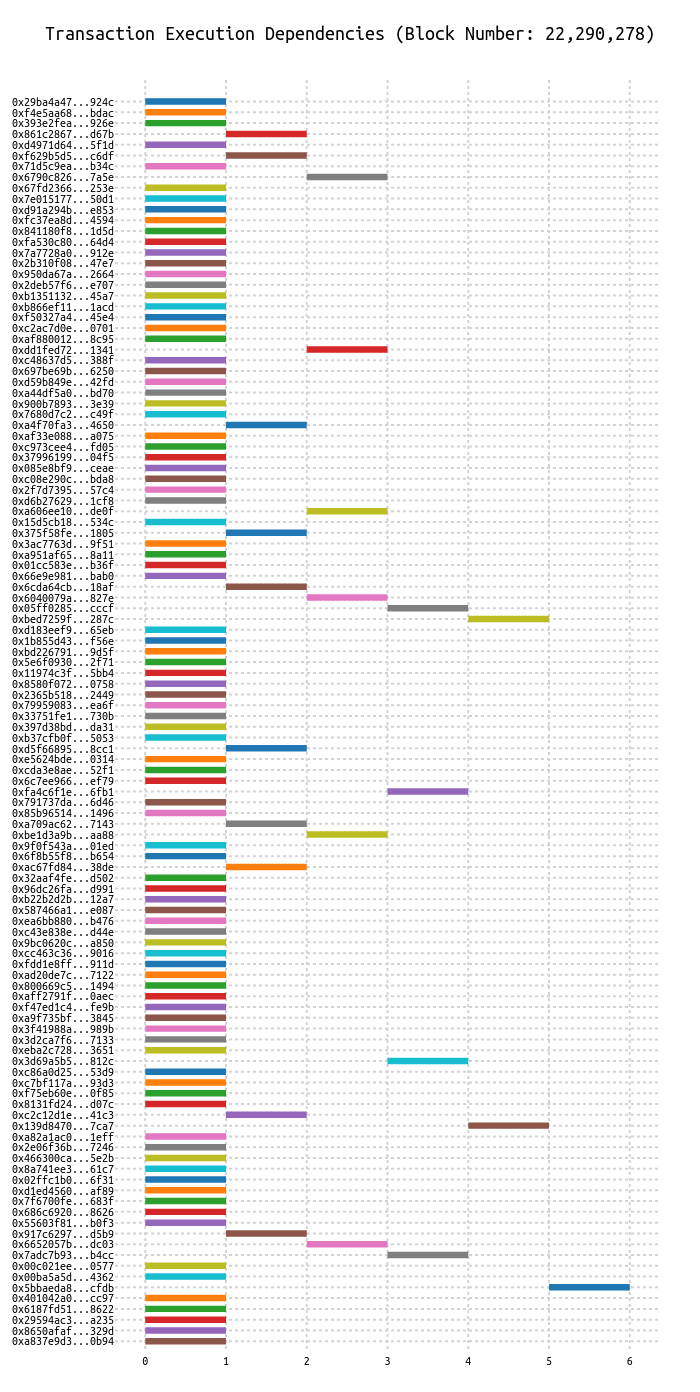 Transaction Execution Dependencies (Block Number: 22,290,278)
0x29ba4a47...924c
0xf4e5aa68...bdac
0x393e2fea...926e
0x861c2867...d67b
0xd4971d64...5f1d
0xf629b5d5...c6df
0x71d5c9ea...b34c
0x6790c826...7a5e
0x67fd2366...253e
0x7e015177...50d1
0xd91a294b...e853
0xfc37ea8d...4594
0x841180f8...1d5d
0xfa530c80...64d4
0x7a7728a0...912e
0x2b310f08...47e7
0x950da67a...2664
0x2deb57f6...e707
0xb1351132...45a7
0xb866ef11...1acd
0xf50327a4...45e4
0xc2ac7d0e...0701
0xaf880012...8c95
0xdd1fed72...1341
0xc48637d5...388f
0x697be69b...6250
0xd59b849e...42fd
0xa44df5a0...bd70
0x900b7893...3e39
0x7680d7c2...c49f
0xa4f70fa3...4650
0xaf33e088...a075
0xc973cee4...fd05
0x37996199...04f5
0x085e8bf9...ceae
0xc08e290c...bda8
0x2f7d7395...57c4
0xd6b27629...1cf8
0xa606ee10...de0f
0x15d5cb18...534c
0x375f58fe...1805
0x3ac7763d...9f51
0xa951af65...8a11
0x01cc583e...b36f
0x66e9e981...bab0
0x6cda64cb...18af
0x6040079a...827e
0x05ff0285...cccf
0xbed7259f...287c
0xd183eef9...65eb
0x1b855d43...f56e
0xbd226791...9d5f
0x5e6f0930...2f71
0x11974c3f...5bb4
0x8580f072...0758
0x2365b518...2449
0x79959083...ea6f
0x33751fe1...730b
0x397d38bd...da31
0xb37cfb0f...5053
0xd5f66895...8cc1
0xe5624bde...0314
0xcda3e8ae...52f1
0x6c7ee966...ef79
0xfa4c6f1e...6fb1
0x791737da...6d46
0x85b96514...1496
0xa709ac62...7143
0xbe1d3a9b...aa88
0x9f0f543a...01ed
0x6f8b55f8...b654
0xac67fd84...38de
0x32aaf4fe...d502
0x96dc26fa...d991
0xb22b2d2b...12a7
0x587466a1...e087
0xea6bb880...b476
0xc43e838e...d44e
0x9bc0620c...a850
0xcc463c36...9016
0xfdd1e8ff...911d
0xad20de7c...7122
0x800669c5...1494
0xaff2791f...0aec
0xf47ed1c4...fe9b
0xa9f735bf...3845
0x3f41988a...989b
0x3d2ca7f6...7133
0xeba2c728...3651
0x3d69a5b5...812c
0xc86a0d25...53d9
0xc7bf117a...93d3
0xf75eb60e...0f85
0x8131fd24...d07c
0xc2c12d1e...41c3
0x139d8470...7ca7
0xa82a1ac0...1eff
0x2e06f36b...7246
0x466300ca...5e2b
0x8a741ee3...61c7
0x02ffc1b0...6f31
0xd1ed4560...af89
0x7f6700fe...683f
0x686c6920...8626
0x55603f81...b0f3
0x917c6297...d5b9
0x6652057b...dc03
0x7adc7b93...b4cc
0x00c021ee...0577
0x00ba5a5d...4362
0x5bbaeda8...cfdb
0x401042a0...cc97
0x6187fd51...8622
0x29594ac3...a235
0x8650afaf...329d
0xa837e9d3...0b94
0 1 2 3 4 5 6